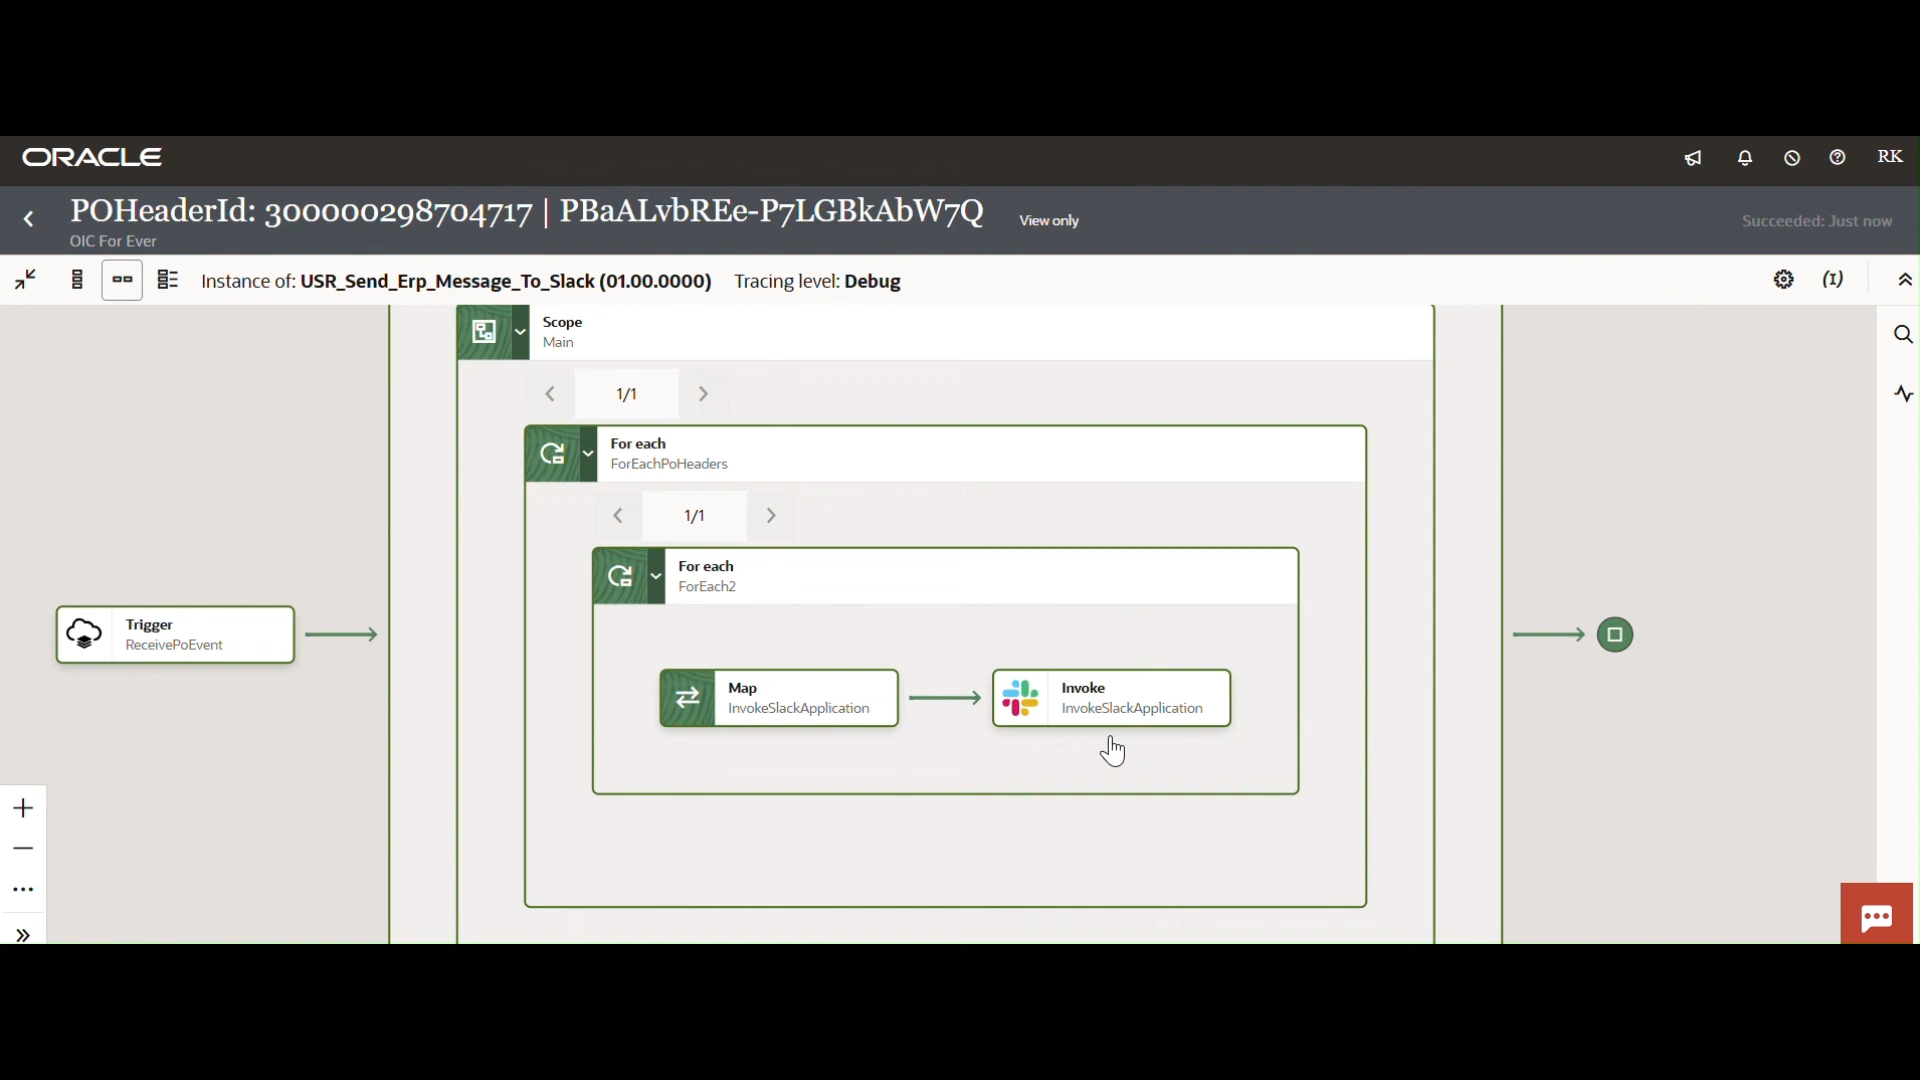 ORACLE
RK
POHeaderId: 300000298704717 | PBaALvbREe-P7LGBkAbW7Q
View only
Succeeded: Just now
OIC For Ever
Instance of: USR_Send_Erp_Message_To_Slack (01.00.0000) Tracing level: Debug
(I)
Scope
Main
1/1
For each
ForEachPoHeaders
1/1
For each
ForEach2
Trigger
ReceivePoEvent
Map
InvokeSlackApplication
Invoke
InvokeSlackApplication